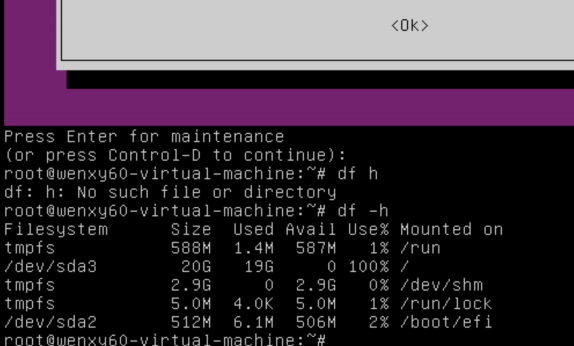 <Ok>
Press Enter for maintenance
(or press Control-D to continue):
root@wenxy60-virtual-machine:~# df h
df: h: No such file or directory
root@wenxy60-virtual-machine:~# df -h
Filesystem      Size  Used Avail Use% Mounted on
tmpfs           588M  1.4M  587M   1% /run
/dev/sda3        20G   19G     0 100% /
tmpfs           2.9G     0  2.9G   0% /dev/shm
tmpfs           5.0M  4.0K  5.0M   1% /run/lock
/dev/sda2       512M  6.1M  506M   2% /boot/efi
root@wenxy60-virtual-machine:~#